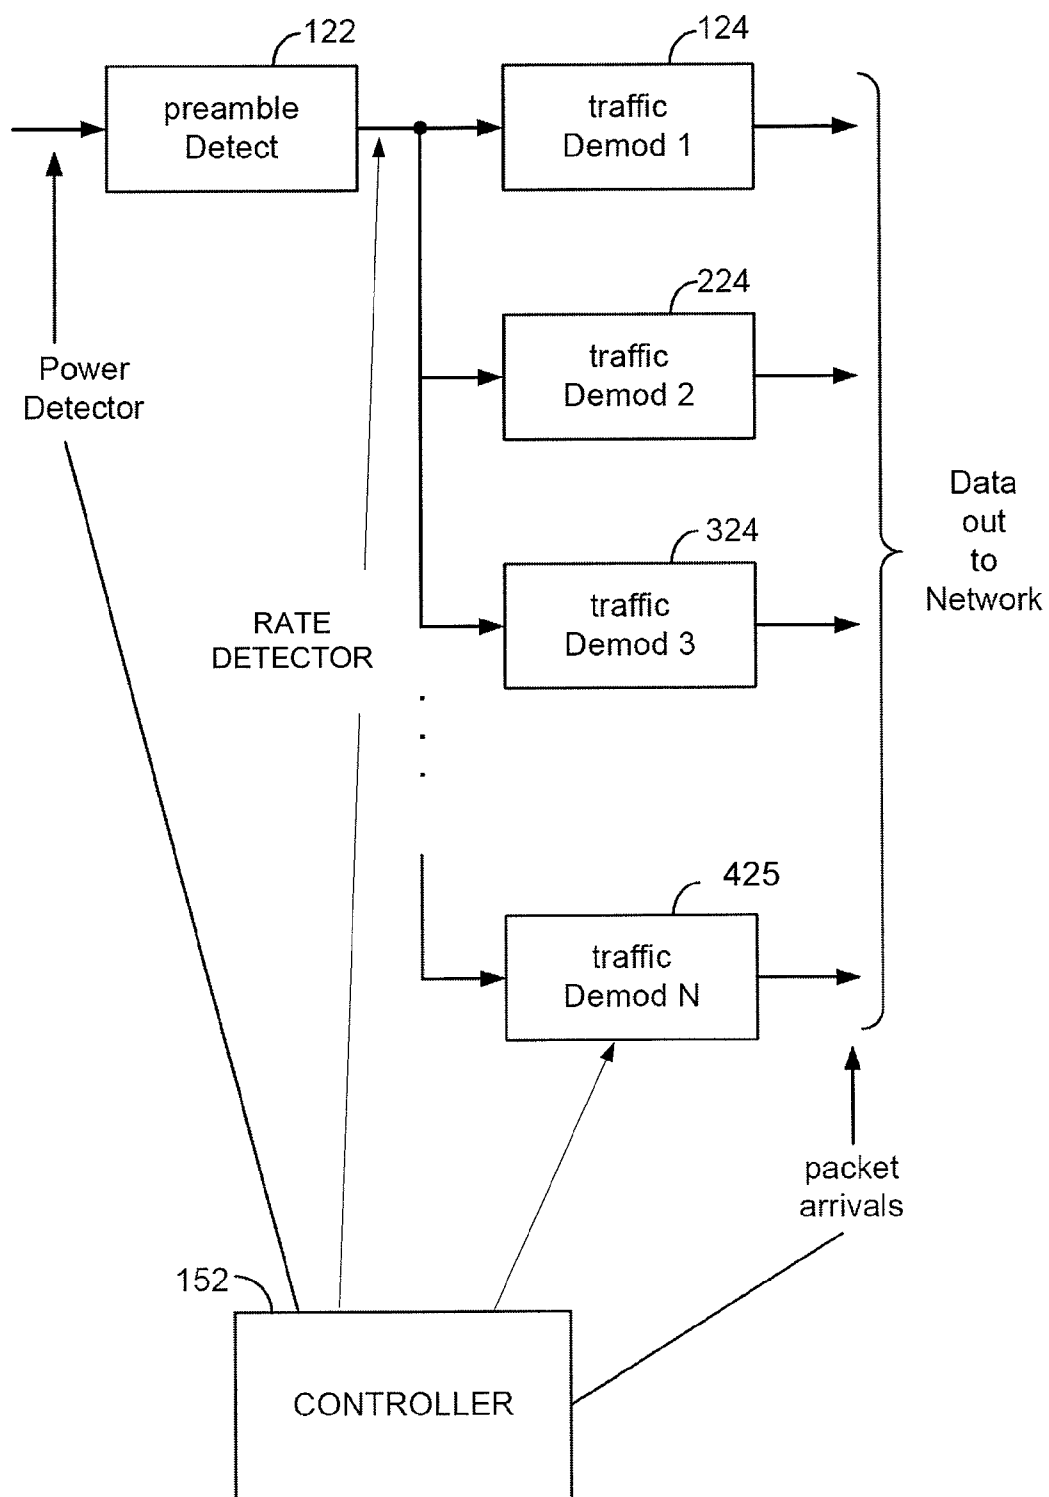 122
124
preamble
Detect
traffic
Demod 1
224
traffic
Demod 2
Power
Detector
324
traffic
Demod 3
Data
out
to
Network
RATE
DETECTOR
425
traffic
Demod N
packet
arrivals
152
CONTROLLER